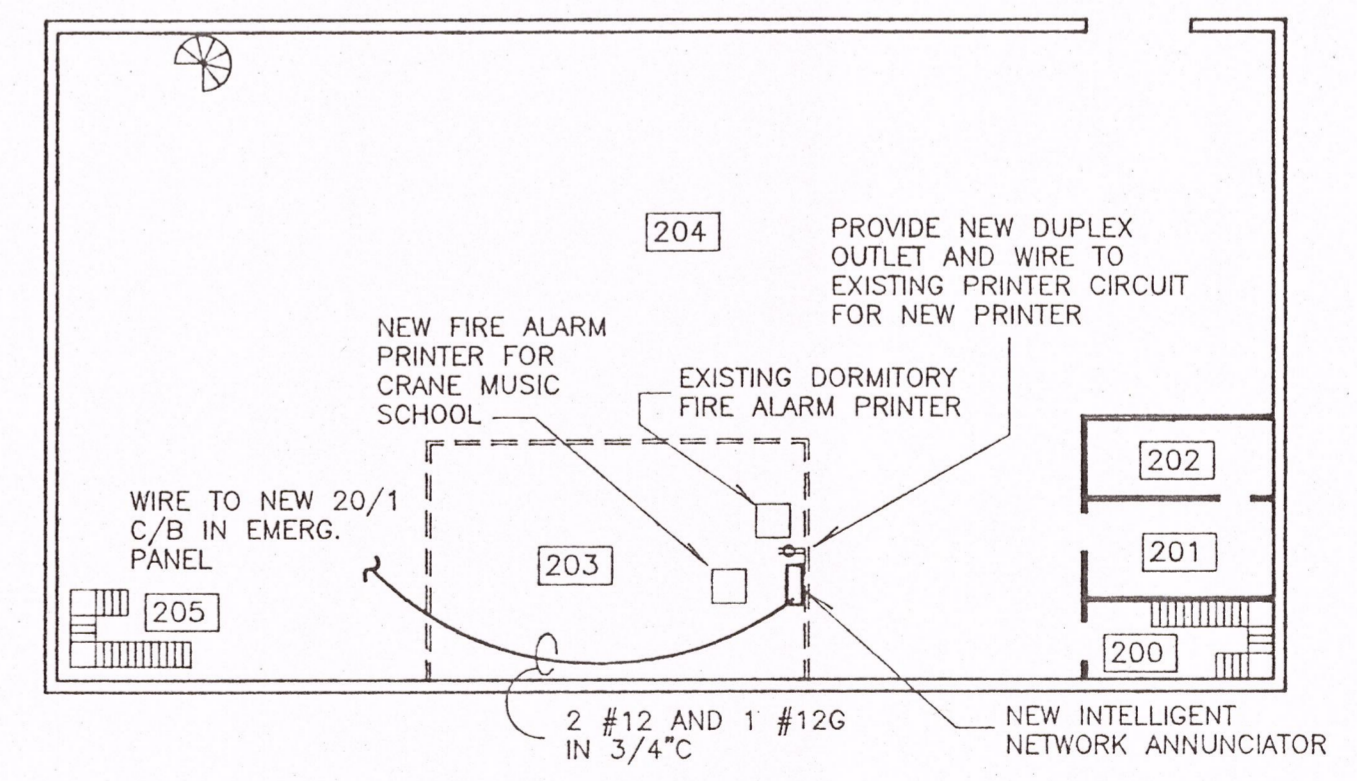 204
PROVIDE NEW DUPLEX
OUTLET AND WIRE TO
EXISTING PRINTER CIRCUIT
FOR NEW PRINTER
NEW FIRE ALARM
PRINTER FOR
CRANE MUSIC
SCHOOL
EXISTING DORMITORY
FIRE ALARM PRINTER
202
WIRE TO NEW 20/1
C/B IN EMERG.
PANEL
203
201
205
200
2 #12 AND 1 #12G
IN 3/4"C
NEW INTELLIGENT
NETWORK ANNUNCIATOR